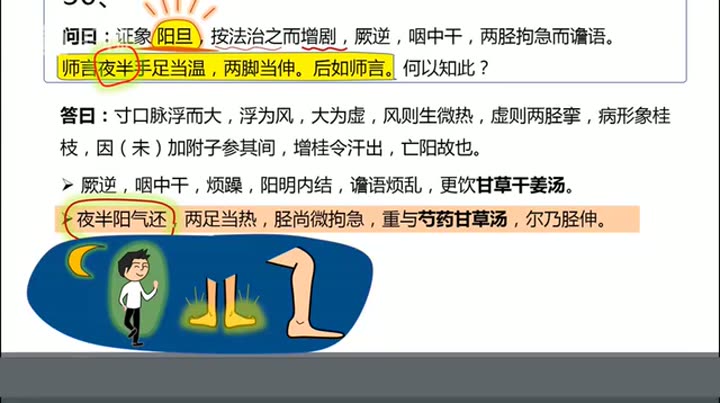 问曰：证象 阳旦，按法治之而增剧，厥逆，咽中干，两胫拘急而谵语。
师言夜半手足当温，两脚当伸。后如师言。何以知此？
答曰：寸口脉浮而大，浮为风，大为虚，风则生微热，虚则两胫挛，病形象桂
枝，因（未）加附子参其间，增桂令汗出，亡阳故也。
➢ 厥逆，咽中干，烦躁，阳明内结，谵语烦乱，更饮甘草干姜汤。
➢ 夜半阳气还，两足当热，胫尚微拘急，重与芍药甘草汤，尔乃胫伸。